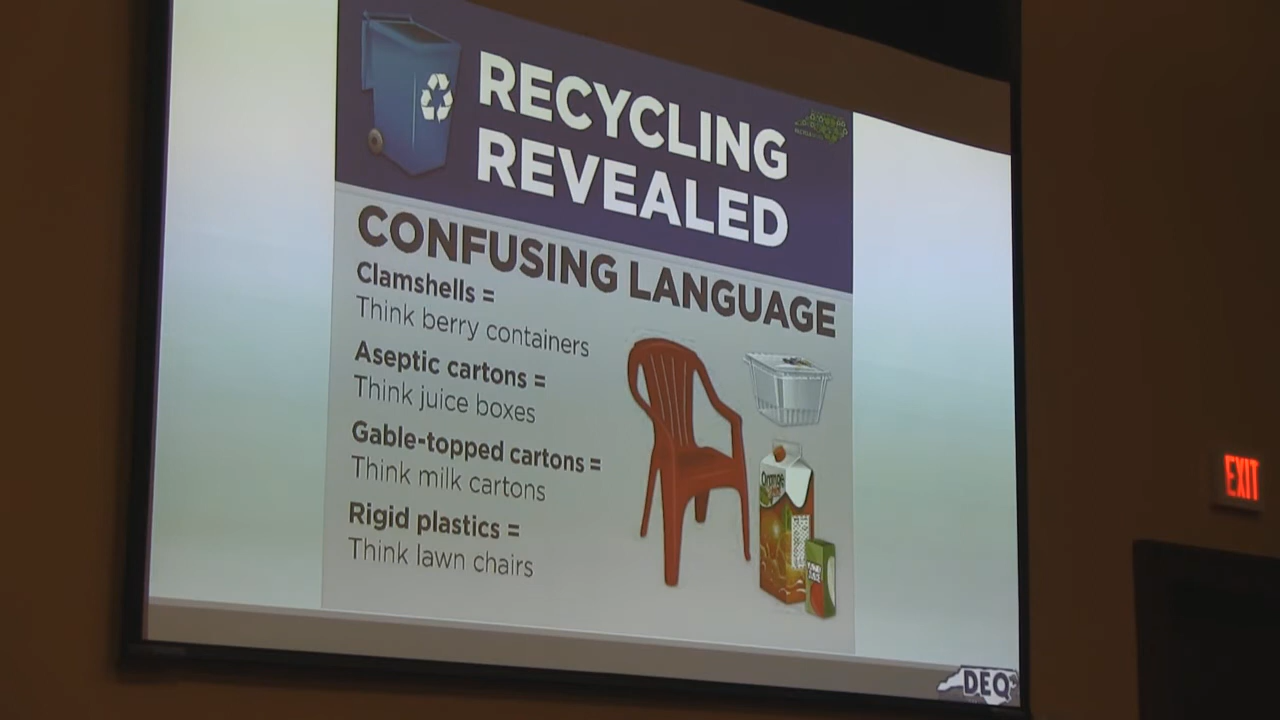 RECYCLING
REVEALED
CONFUSING LANGUAGE
Clamshells =
Think berry containers
Aseptic cartons =
Think juice boxes
Gable-topped cartons =
Think milk cartons
Rigid plastics =
Think lawn chairs
Orange
EXIT
DEQ